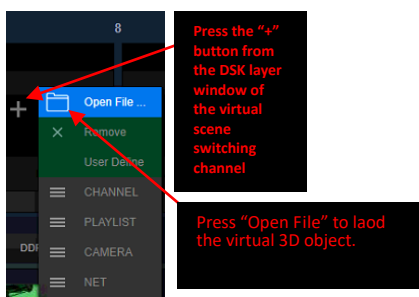 8
Press the “+”
button from
the DSK layer
window of
the virtual
scene
switching
channel
+
Open File ...
Remove
User Define
CHANNEL
PLAYLIST
CAMERA
NET
Press “Open File” to laod
the virtual 3D object.